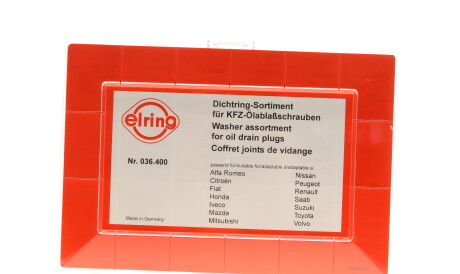 elring
Dichtring-Sortiment
für KFZ-Ölablaßschrauben
Washer assortment
for oil drain plugs
Coffret joints de vidange
Nr. 036.400
Alfa Romeo
Citroën
Fiat
Honda
Iveco
Mazda
Mitsubishi
Nissan
Peugeot
Renault
Saab
Suzuki
Toyota
Volvo
Made in Germany